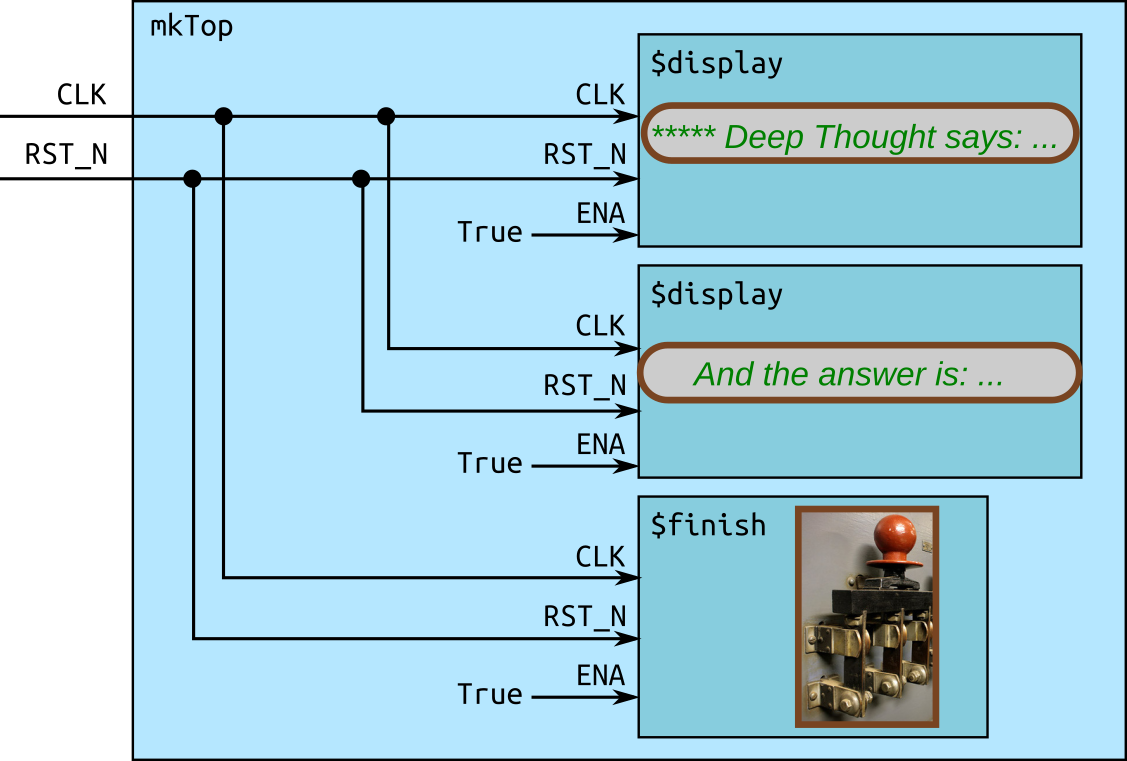 mkTop
CLK
RST_N
$display
CLK
***** Deep Thought says: ...
RST_N
ENA
True
$display
CLK
And the answer is: ...
RST_N
ENA
True
$finish
CLK
RST_N
ENA
True